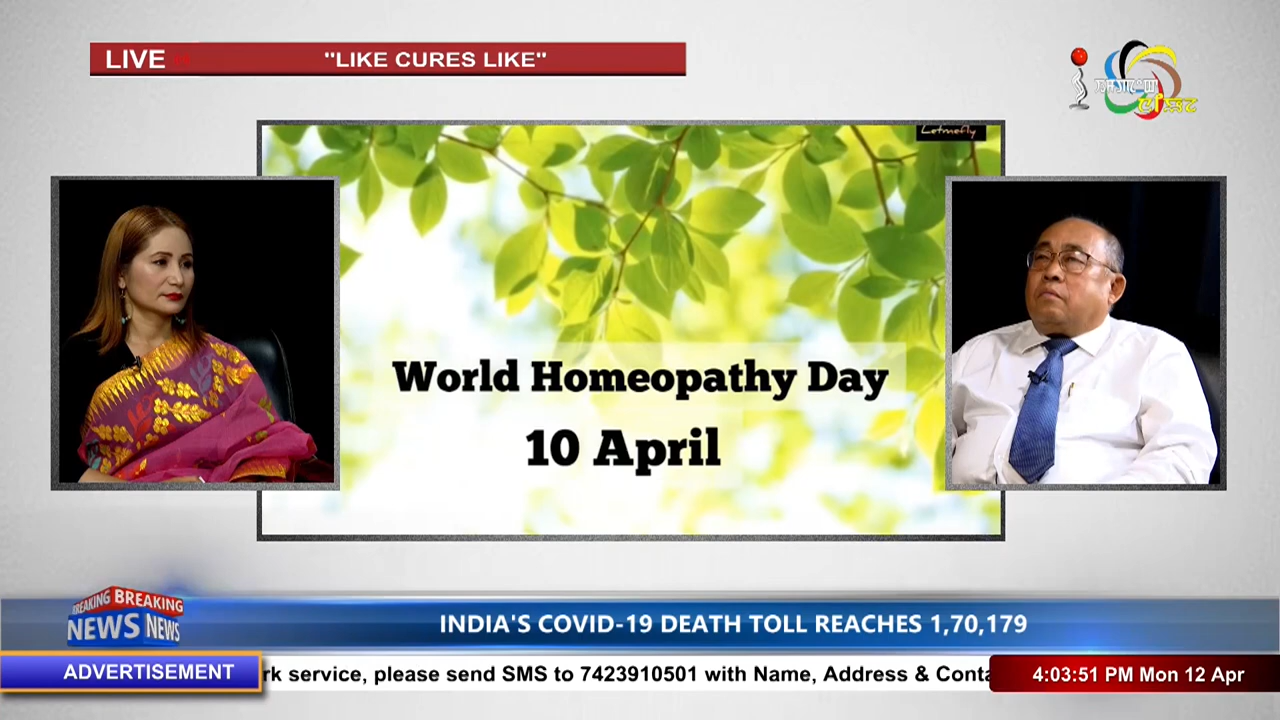 LIVE
"LIKE CURES LIKE"
Letmefly
World Homeopathy Day
10 April
BREAKING BREAKING
NEWS NEWS
INDIA'S COVID-19 DEATH TOLL REACHES 1,70,179
ADVERTISEMENT
rk service, please send SMS to 7423910501 with Name, Address & Conta
4:03:51 PM Mon 12 Apr